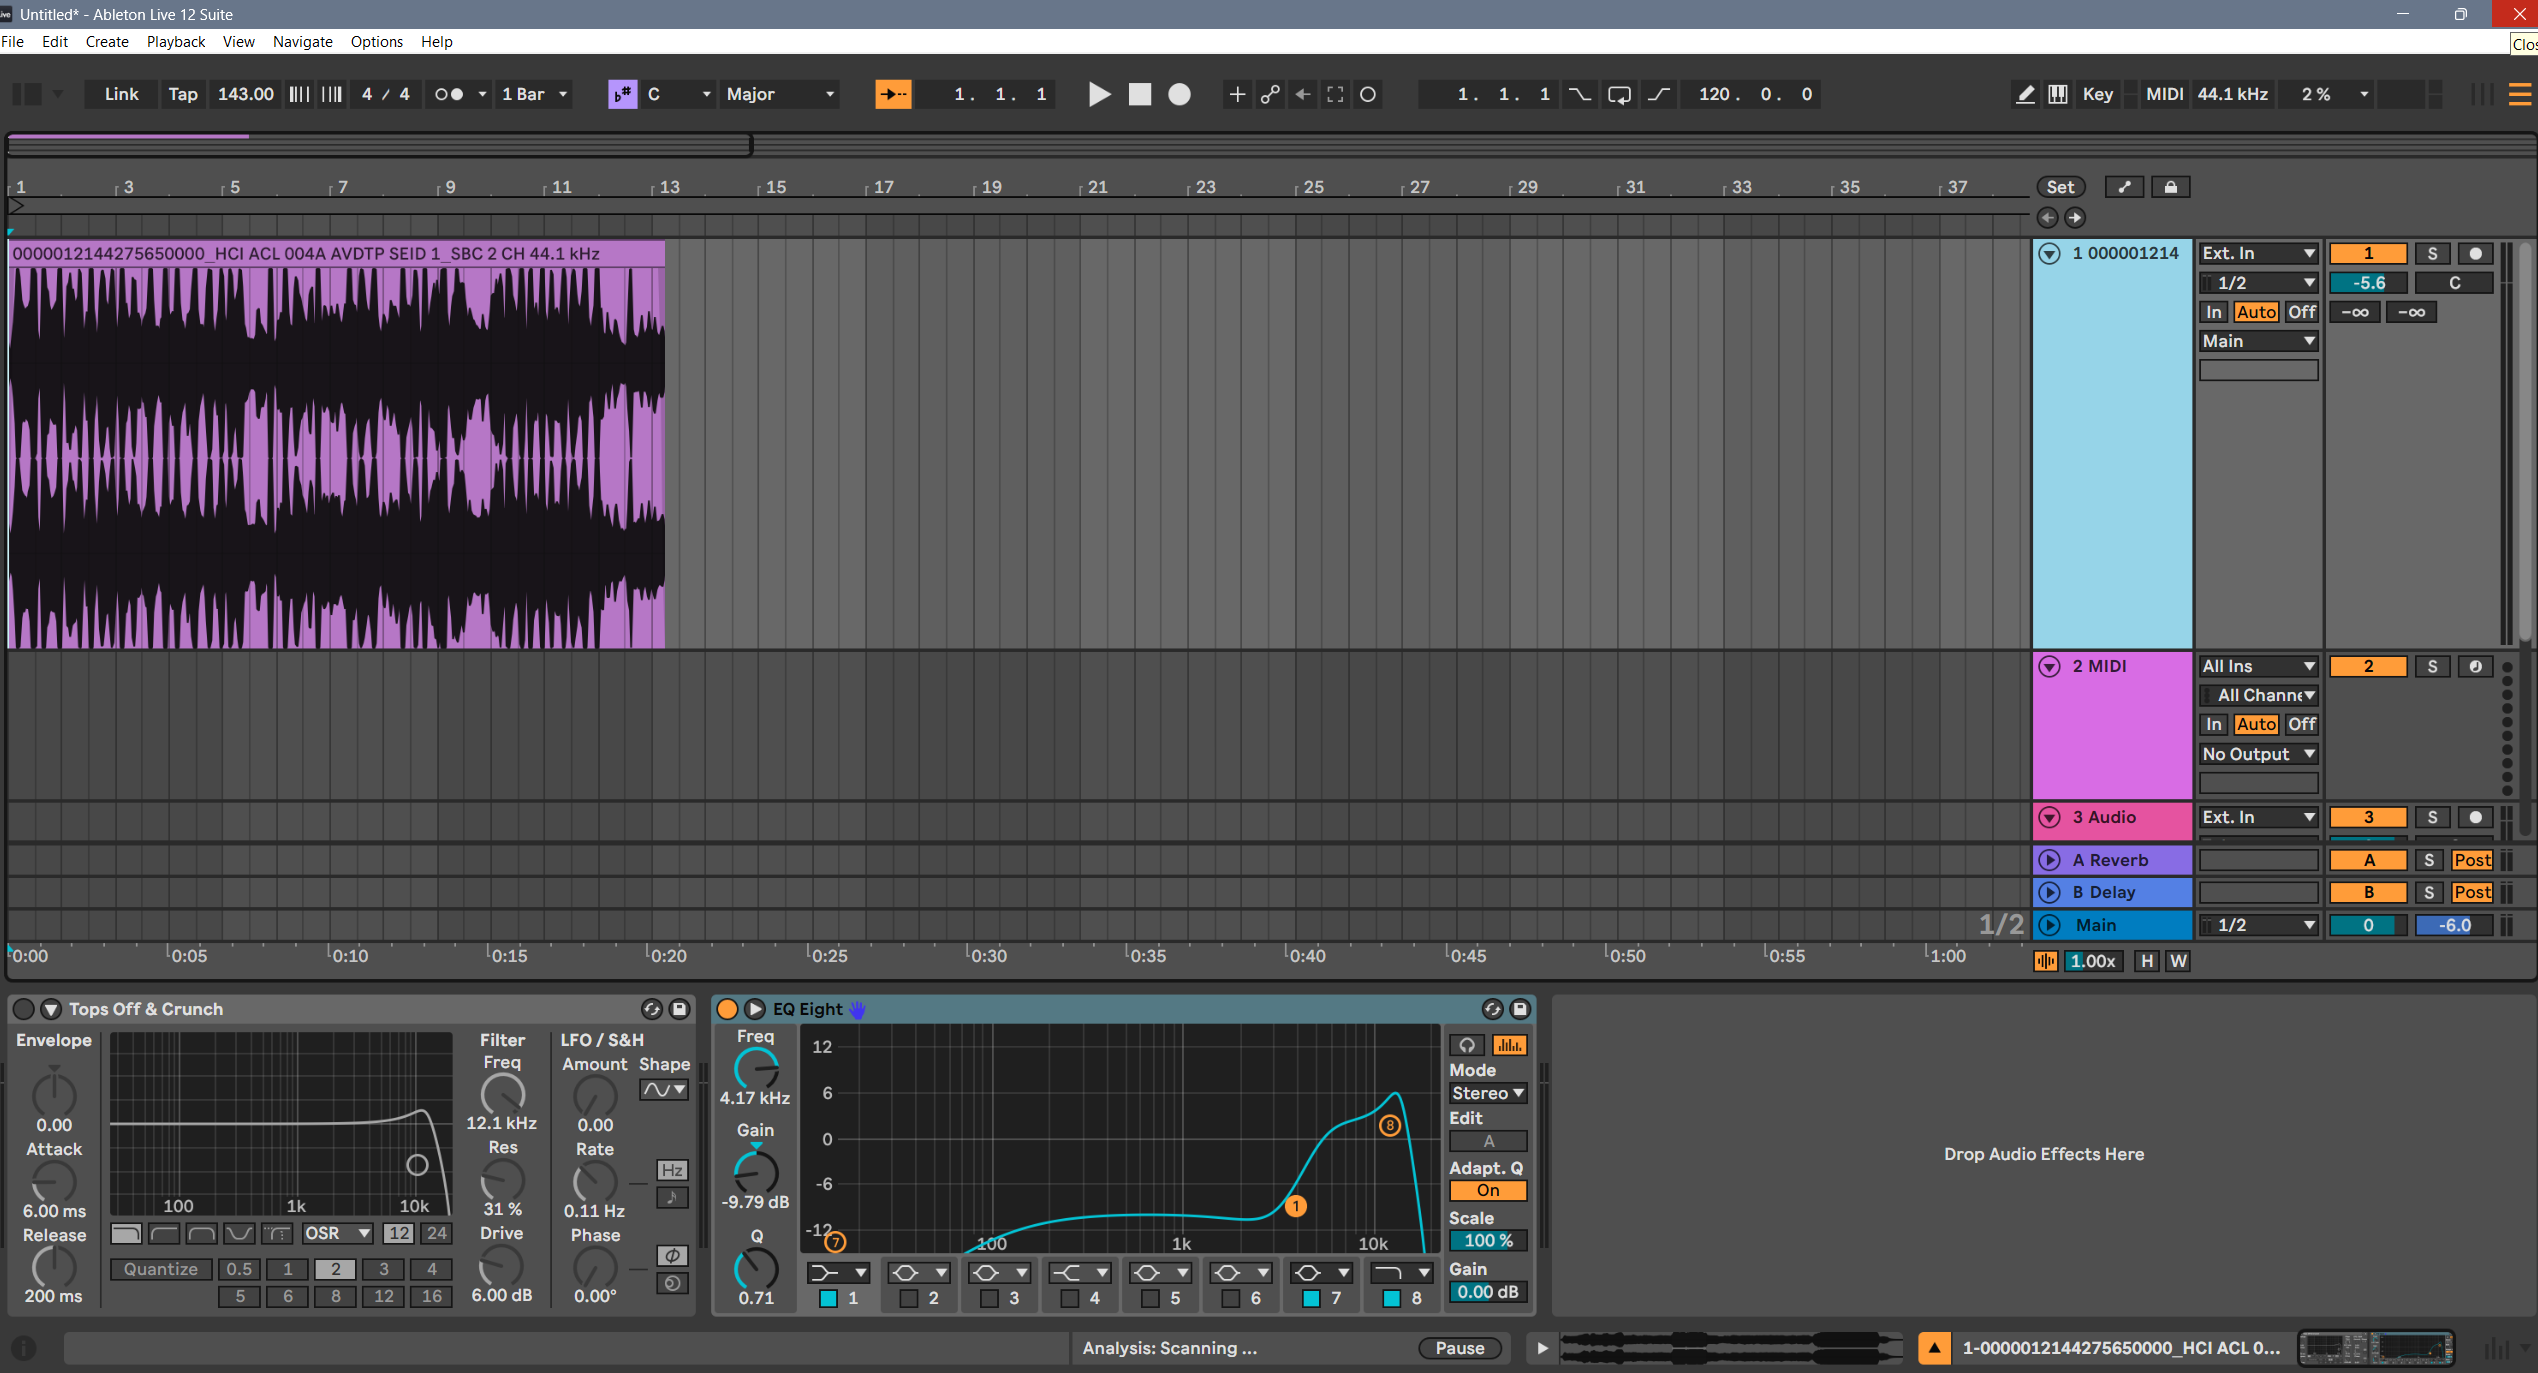 Untitled* - Ableton Live 12 Suite
File Edit Create Playback View Navigate Options Help
Link Tap 143.00 4 / 4 1 Bar C Major 1. 1. 1 1. 1. 1 120. 0. 0 Key MIDI 44.1 kHz 2 %
1 3 5 7 9 11 13 15 17 19 21 23 25 27 29 31 33 35 37 Set
0000012144275650000_HCI ACL 004A AVDTP SEID 1_SBC 2 CH 44.1 kHz
1 000001214 Ext. In 1 S
1/2 -5.6 C
In Auto Off -∞ -∞
Main
2 MIDI All Ins 2 S
All Channe
In Auto Off
No Output
3 Audio Ext. In 3 S
A Reverb A S Post
B Delay B S Post
1/2 Main 1/2 0 -6.0
0:00 0:05 0:10 0:15 0:20 0:25 0:30 0:35 0:40 0:45 0:50 0:55 1:00 1.00x H W
Tops Off & Crunch
Envelope
0.00
Attack
6.00 ms
Release
200 ms
100 1k 10k
OSR 12 24
Quantize 0.5 1 2 3 4
5 6 8 12 16
Filter
Freq
12.1 kHz
Res
31 %
Drive
6.00 dB
LFO / S&H
Amount Shape
0.00
Rate
Hz
0.11 Hz
Phase
0.00°
EQ Eight
Freq
4.17 kHz
Gain
-9.79 dB
Q
0.71
12
6
0
-6
-12
100 1k 10k
7 1 8
1 2 3 4 5 6 7 8
Mode
Stereo
Edit
A
Adapt. Q
On
Scale
100 %
Gain
0.00 dB
Drop Audio Effects Here
Analysis: Scanning ... Pause
1-0000012144275650000_HCI ACL 0...